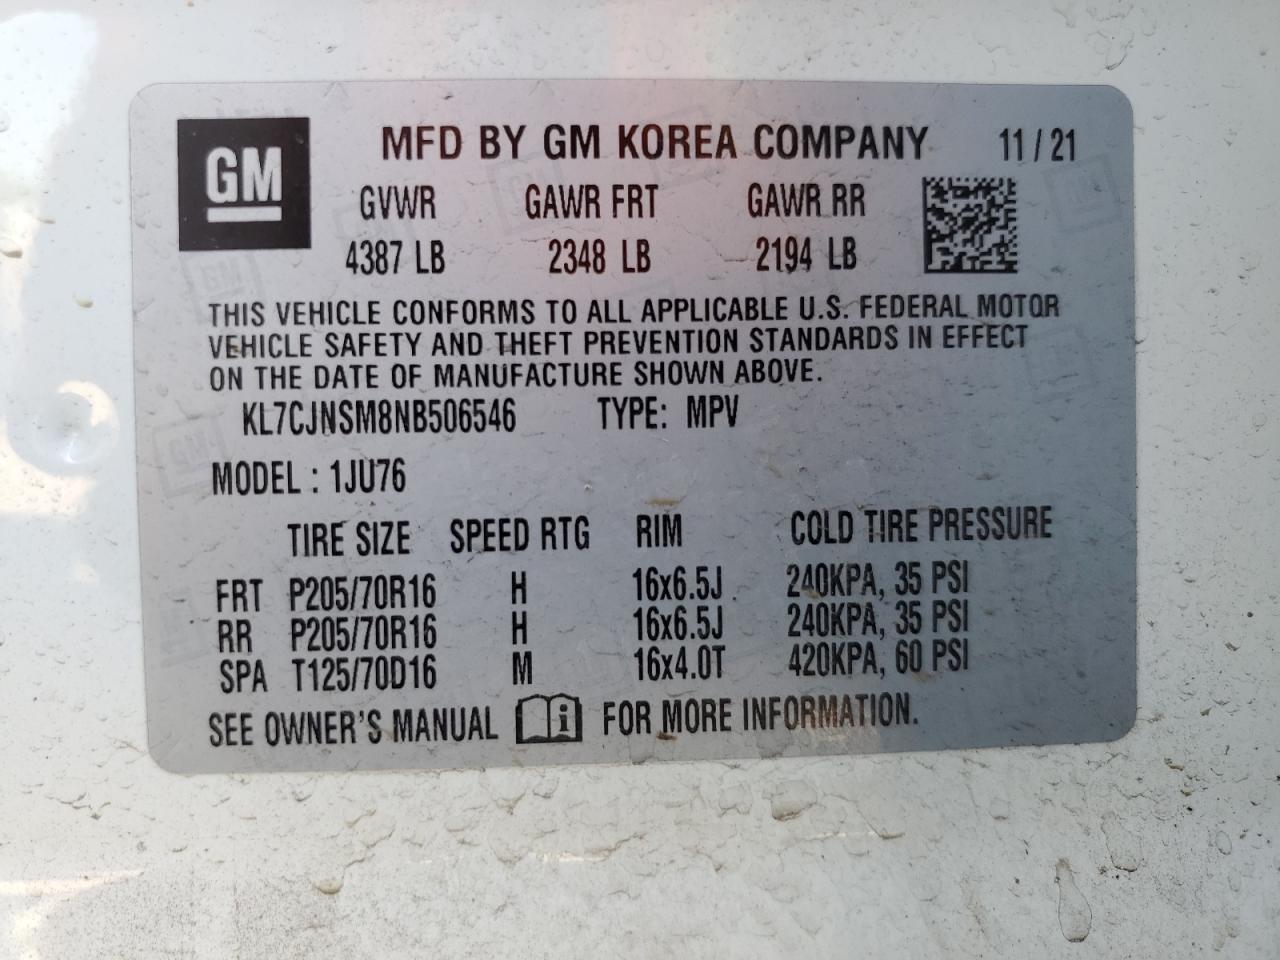 GM
MFD BY GM KOREA COMPANY 11/21
GVWR GAWR FRT GAWR RR
4387 LB 2348 LB 2194 LB
THIS VEHICLE CONFORMS TO ALL APPLICABLE U.S. FEDERAL MOTOR
VEHICLE SAFETY AND THEFT PREVENTION STANDARDS IN EFFECT
ON THE DATE OF MANUFACTURE SHOWN ABOVE.
KL7CJNSM8NB506546 TYPE: MPV
MODEL : 1JU76
TIRE SIZE SPEED RTG RIM COLD TIRE PRESSURE
FRT P205/70R16 H 16x6.5J 240KPA, 35 PSI
RR P205/70R16 H 16x6.5J 240KPA, 35 PSI
SPA T125/70D16 M 16x4.0T 420KPA, 60 PSI
SEE OWNER'S MANUAL i FOR MORE INFORMATION.